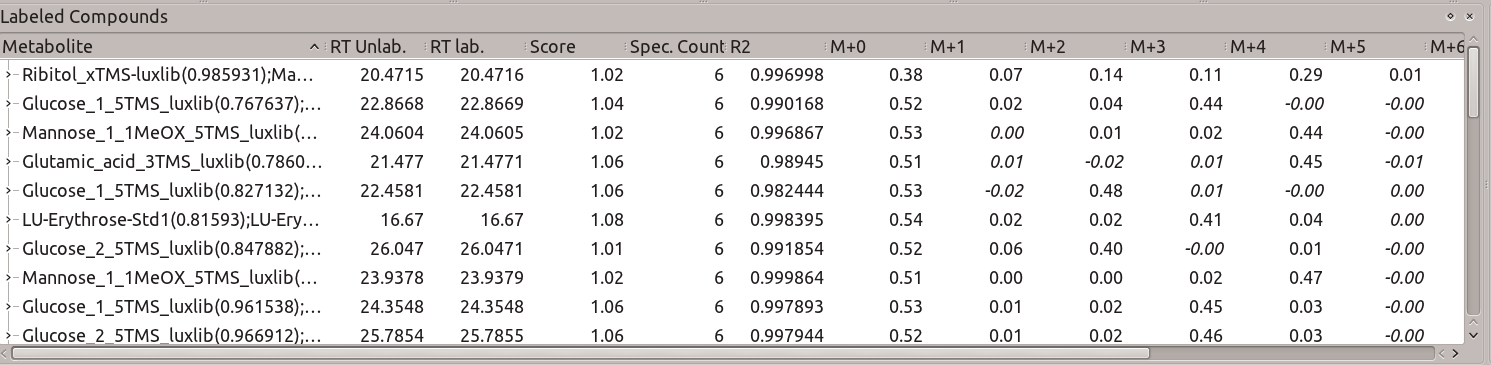 Labeled Compounds
Metabolite RT Unlab. RT lab. Score Spec. Count R2 M+0 M+1 M+2 M+3 M+4 M+5 M+6
Ribitol_xTMS-luxlib(0.985931);Ma... 20.4715 20.4716 1.02 6 0.996998 0.38 0.07 0.14 0.11 0.29 0.01
Glucose_1_5TMS_luxlib(0.767637);... 22.8668 22.8669 1.04 6 0.990168 0.52 0.02 0.04 0.44 -0.00 -0.00
Mannose_1_1MeOX_5TMS_luxlib(... 24.0604 24.0605 1.02 6 0.996867 0.53 0.00 0.01 0.02 0.44 -0.00
Glutamic_acid_3TMS_luxlib(0.7860... 21.477 21.4771 1.06 6 0.98945 0.51 0.01 -0.02 0.01 0.45 -0.01
Glucose_1_5TMS_luxlib(0.827132);... 22.4581 22.4581 1.06 6 0.982444 0.53 -0.02 0.48 0.01 -0.00 0.00
LU-Erythrose-Std1(0.81593);LU-Ery... 16.67 16.67 1.08 6 0.998395 0.54 0.02 0.02 0.41 0.04 0.00
Glucose_2_5TMS_luxlib(0.847882);... 26.047 26.0471 1.01 6 0.991854 0.52 0.06 0.40 -0.00 0.01 -0.00
Mannose_1_1MeOX_5TMS_luxlib(... 23.9378 23.9379 1.02 6 0.999864 0.51 0.00 0.00 0.02 0.47 -0.00
Glucose_1_5TMS_luxlib(0.961538);... 24.3548 24.3548 1.06 6 0.997893 0.53 0.01 0.02 0.45 0.03 -0.00
Glucose_2_5TMS_luxlib(0.966912);... 25.7854 25.7855 1.06 6 0.997944 0.52 0.01 0.02 0.46 0.03 -0.00